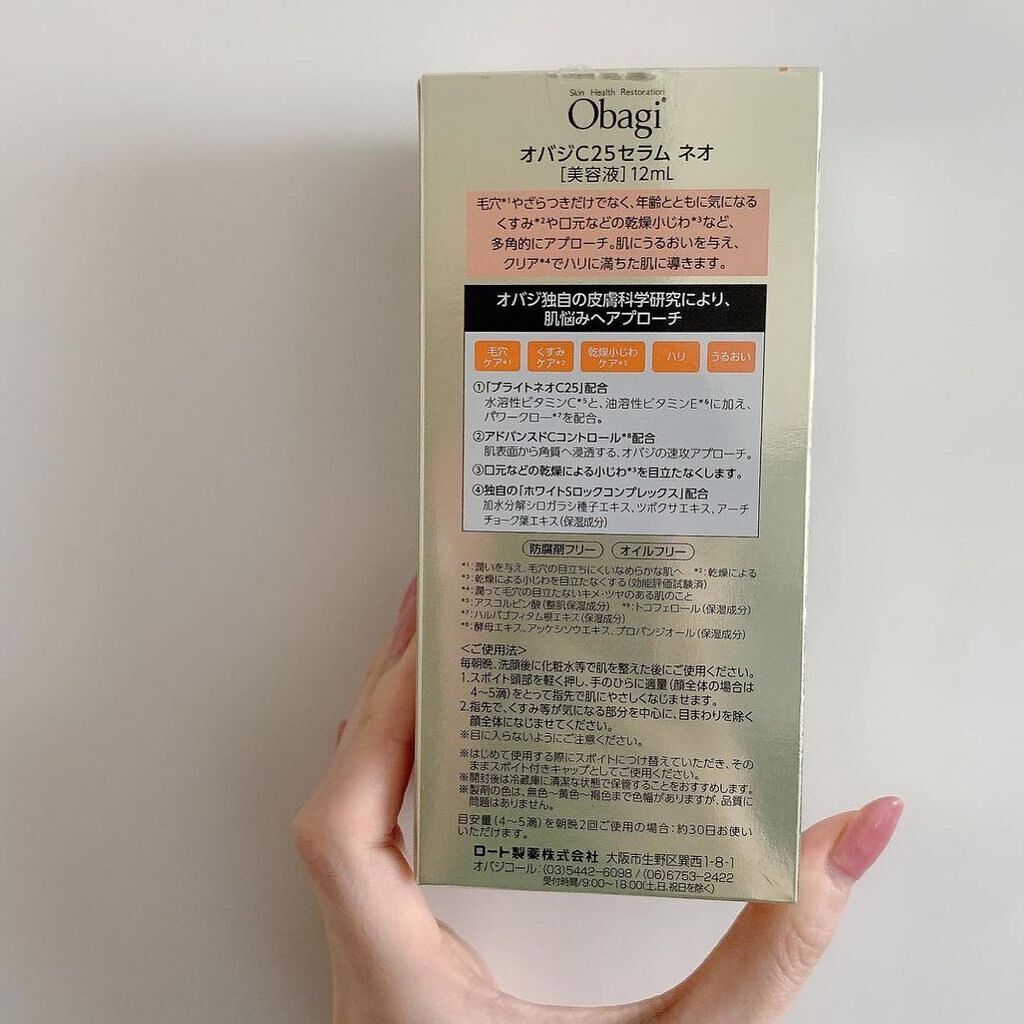 Skin Health Restoration
Obagi®
オバジC25セラム ネオ
[美容液] 12mL
毛穴*1やざらつきだけでなく、年齢とともに気になる
くすみ*2や口元などの乾燥小じわ*3など、
多角的にアプローチ。肌にうるおいを与え、
クリア*4でハリに満ちた肌に導きます。
オバジ独自の皮膚科学研究により、
肌悩みへアプローチ
毛穴ケア*1 くすみケア*2 乾燥小じわケア*3 ハリ うるおい
①「ブライトネオC25」配合
水溶性ビタミンC*5と、油溶性ビタミンE*6に加え、
パワークロー*7を配合。
②アドバンスドCコントロール*8配合
肌表面から角質へ浸透する、オバジの速攻アプローチ。
③口元などの乾燥による小じわ*3を目立たなくします。
④独自の「ホワイトSロックコンプレックス」配合
加水分解シロガラシ種子エキス、ツボクサエキス、アーチ
チョーク葉エキス(保湿成分)
防腐剤フリー オイルフリー
*1:潤いを与え、毛穴の目立ちにくいなめらかな肌へ *2:乾燥による
*3:乾燥による小じわを目立たなくする(効能評価試験済)
*4:潤って毛穴の目立たないキメ・ツヤのある肌のこと
*5:アスコルビン酸(整肌保湿成分) *6:トコフェロール(保湿成分)
*7:ハルパゴフィタム根エキス(保湿成分)
*8:酵母エキス、アッケシソウエキス、プロパンジオール(保湿成分)
<ご使用法>
毎朝晩、洗顔後に化粧水等で肌を整えた後にご使用ください。
1.スポイト頭部を軽く押し、手のひらに適量(顔全体の場合は
4〜5滴)をとって指先で肌にやさしくなじませます。
2.指先で、くすみ等が気になる部分を中心に、目まわりを除く
顔全体になじませてください。
※目に入らないようにご注意ください。
※はじめて使用する際にスポイトにつけ替えていただき、その
ままスポイト付きキャップとしてご使用ください。
※開封後は冷蔵庫に清潔な状態で保管することをおすすめします。
※製剤の色は、無色〜黄色〜褐色まで色幅がありますが、品質に
問題はありません。
目安量(4〜5滴)を朝晩2回ご使用の場合:約30日お使い
いただけます。
ロート製薬株式会社 大阪市生野区巽西1-8-1
オバジコール:(03)5442-6098/(06)6753-2422
受付時間/9:00〜18:00(土、日、祝日を除く)